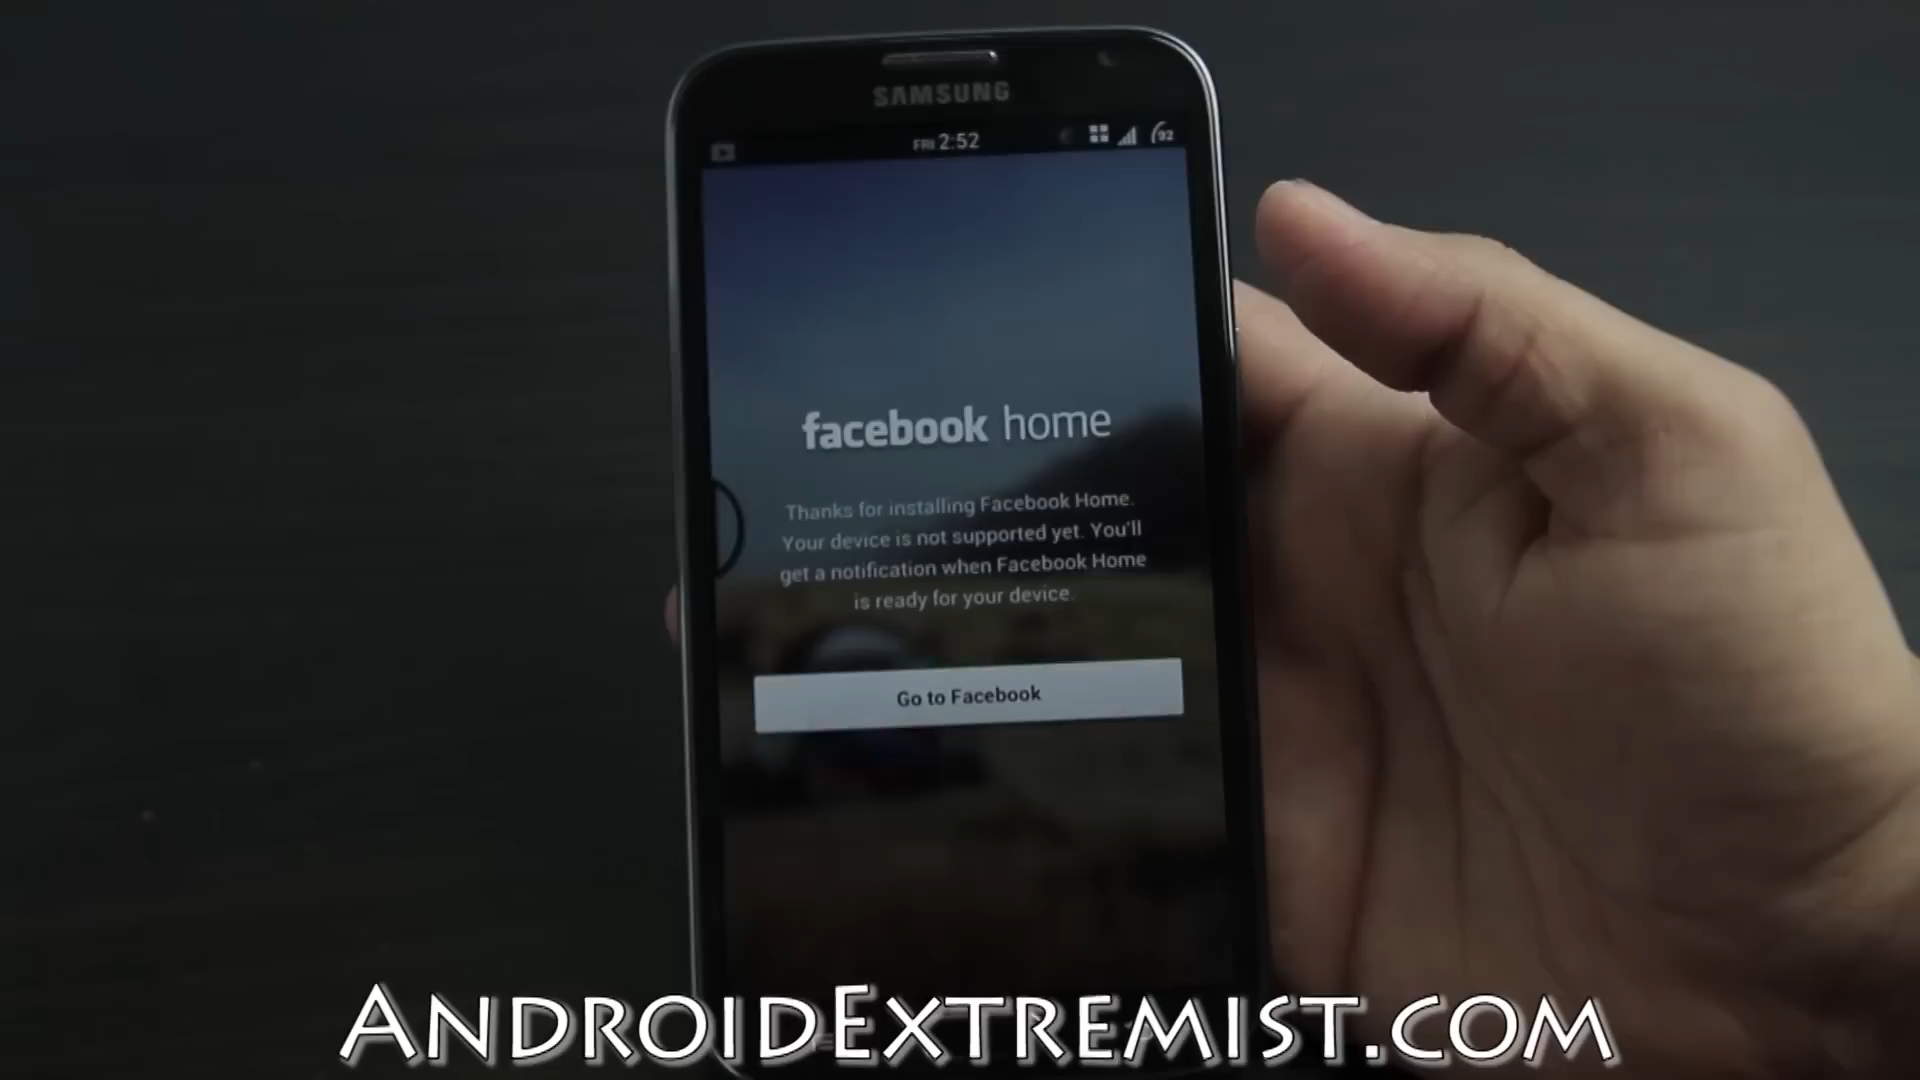 SAMSUNG
FRI 2:52
92
facebook home
Thanks for installing Facebook Home.
Your device is not supported yet. You'll
get a notification when Facebook Home
is ready for your device.
Go to Facebook
ANDROIDEXTREMIST.COM